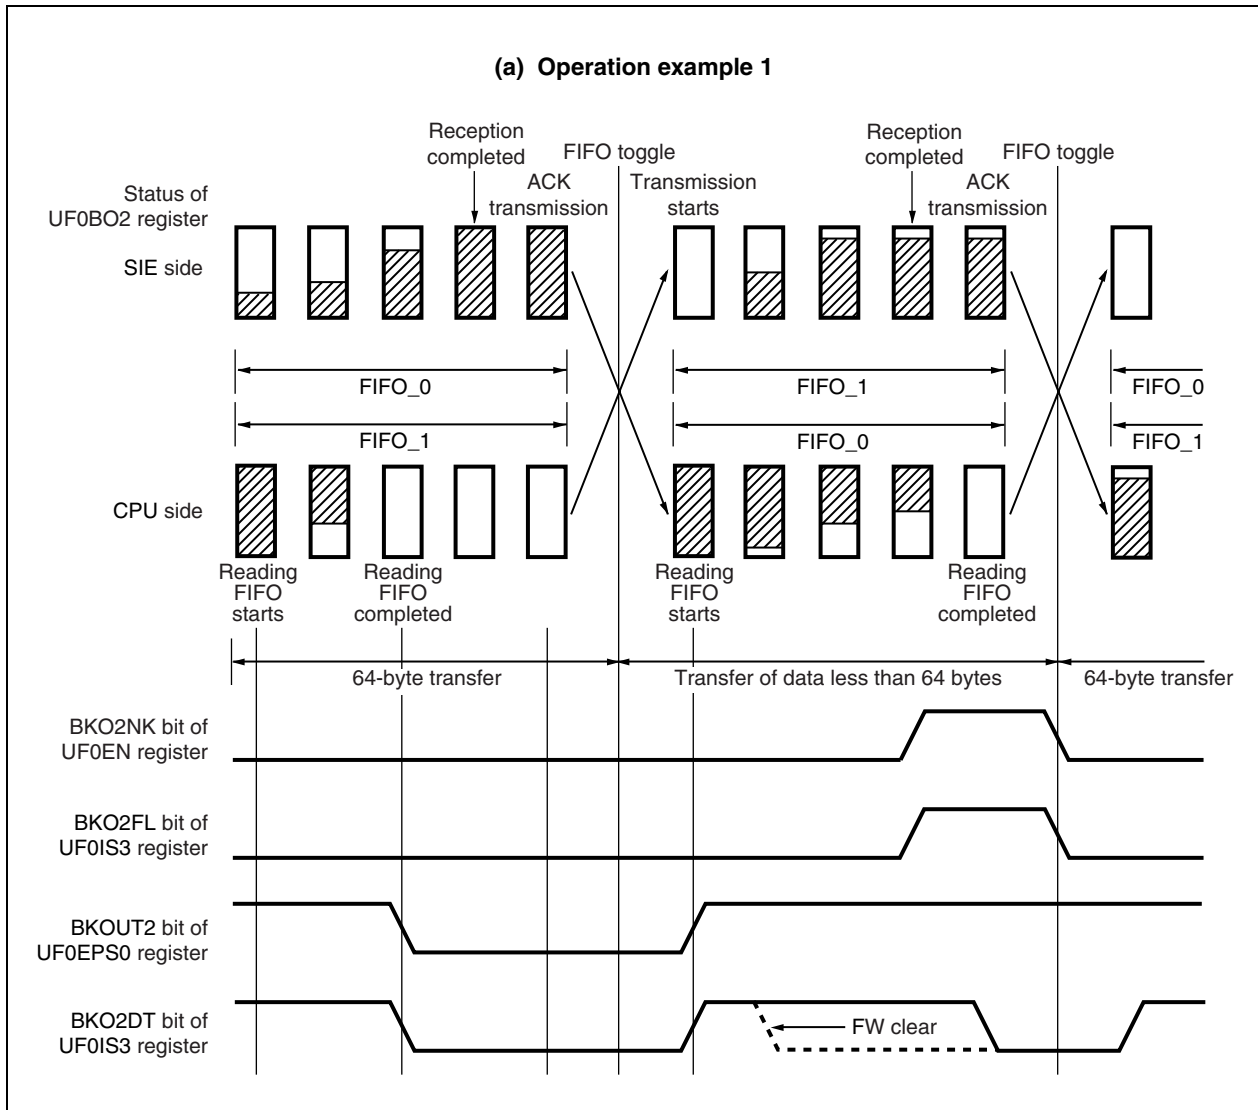 (a) Operation example 1
Reception
completed
FIFO toggle
Reception
completed
FIFO toggle
Status of
UF0BO2 register
ACK
transmission
Transmission
starts
ACK
transmission
SIE side
FIFO_0
FIFO_1
FIFO_0
FIFO_1
FIFO_0
FIFO_1
CPU side
Reading
FIFO
starts
Reading
FIFO
completed
Reading
FIFO
starts
Reading
FIFO
completed
64-byte transfer
Transfer of data less than 64 bytes
64-byte transfer
BKO2NK bit of
UF0EN register
BKO2FL bit of
UF0IS3 register
BKOUT2 bit of
UF0EPS0 register
BKO2DT bit of
UF0IS3 register
FW clear